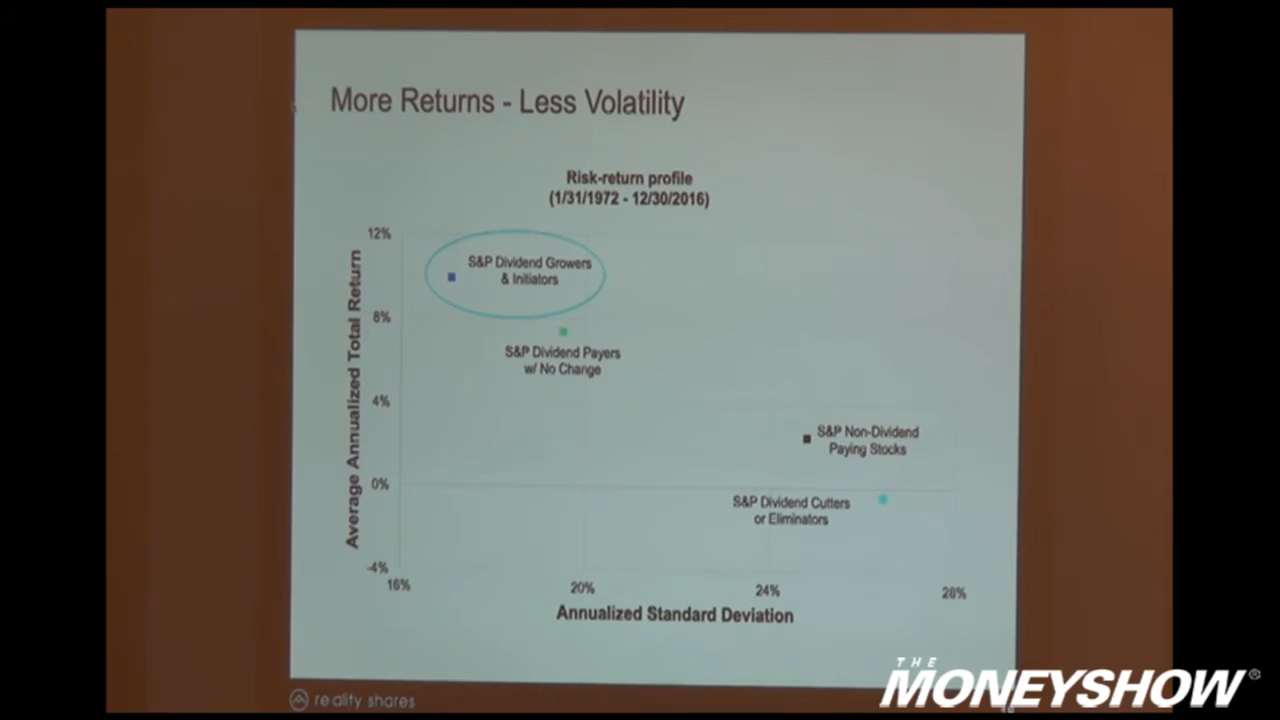 More Returns - Less Volatility
Risk-return profile
(1/31/1972 - 12/30/2016)
Average Annualized Total Return
12%
8%
4%
0%
-4%
S&P Dividend Growers
& Initiators
S&P Dividend Payers
w/ No Change
S&P Non-Dividend
Paying Stocks
S&P Dividend Cutters
or Eliminators
16%
20%
24%
28%
Annualized Standard Deviation
reality shares
THE
MONEYSHOW®